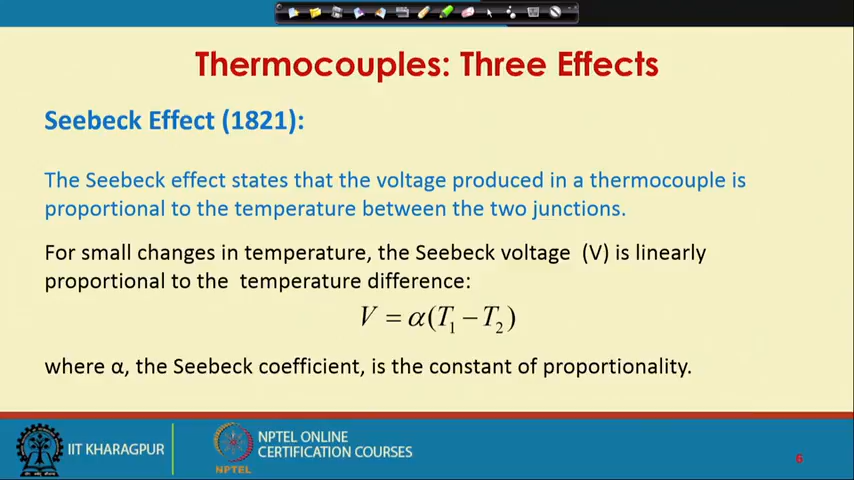 Thermocouples: Three Effects
Seebeck Effect (1821):
The Seebeck effect states that the voltage produced in a thermocouple is
proportional to the temperature between the two junctions.
For small changes in temperature, the Seebeck voltage (V) is linearly
proportional to the temperature difference:
V = α(T₁ − T₂)
where α, the Seebeck coefficient, is the constant of proportionality.
IIT KHARAGPUR
NPTEL
NPTEL ONLINE
CERTIFICATION COURSES
6